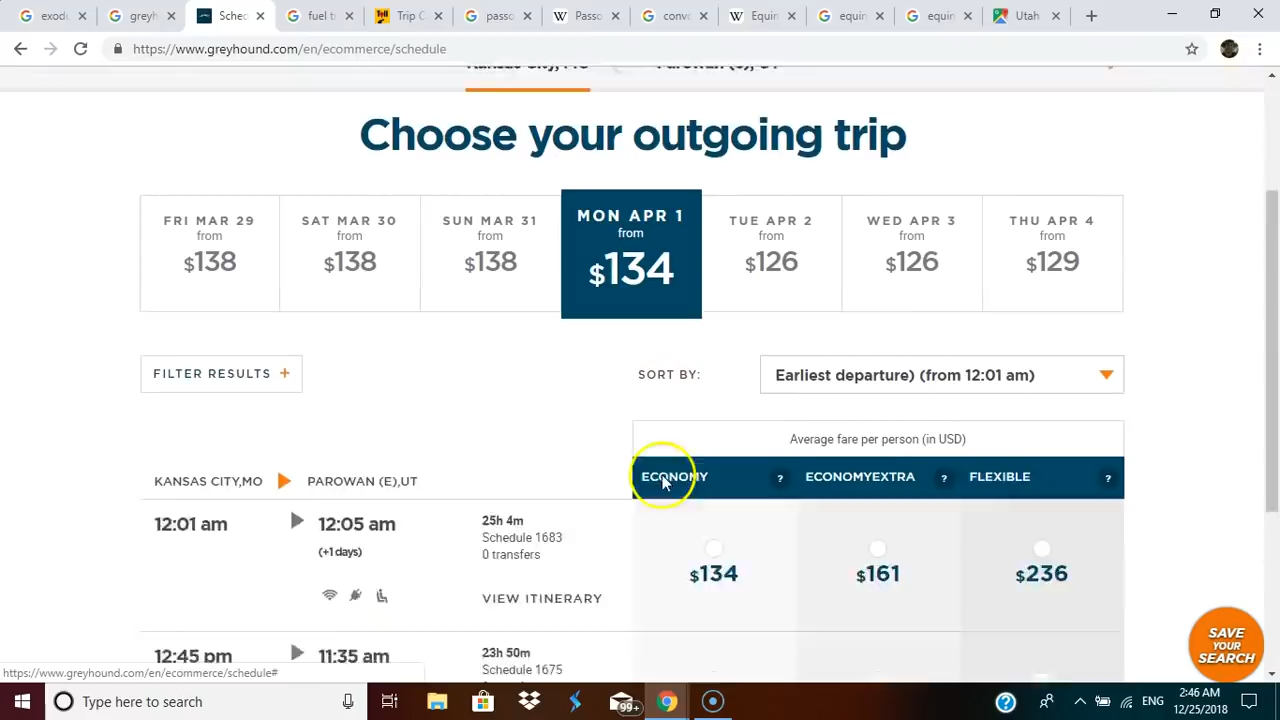 exodu
greyh
Sched
fuel t
Trip C
passo
Passo
convo
Equin
equin
equin
Utah
https://www.greyhound.com/en/ecommerce/schedule
Kansas City, MO Parowan (E), UT
Choose your outgoing trip
FRI MAR 29 SAT MAR 30 SUN MAR 31 MON APR 1 TUE APR 2 WED APR 3 THU APR 4
from from from from from from from
$138 $138 $138 $134 $126 $126 $129
FILTER RESULTS +
SORT BY: Earliest departure) (from 12:01 am)
Average fare per person (in USD)
ECONOMY ? ECONOMYEXTRA ? FLEXIBLE ?
KANSAS CITY,MO PAROWAN (E),UT
12:01 am 12:05 am 25h 4m
(+1 days) Schedule 1683
0 transfers
$134 $161 $236
VIEW ITINERARY
12:45 pm 11:35 am 23h 50m
Schedule 1675
SAVE
YOUR
SEARCH
https://www.greyhound.com/en/ecommerce/schedule#
Type here to search
99+
ENG
2:46 AM
12/25/2018